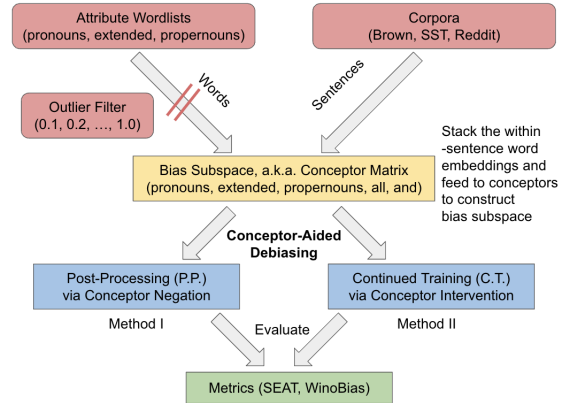 Attribute Wordlists
(pronouns, extended, propernouns)
Corpora
(Brown, SST, Reddit)
Words
Sentences
Outlier Filter
(0.1, 0.2, …, 1.0)
Bias Subspace, a.k.a. Conceptor Matrix
(pronouns, extended, propernouns, all, and)
Stack the within
-sentence word
embeddings and
feed to conceptors
to construct
bias subspace
Conceptor-Aided
Debiasing
Post-Processing (P.P.)
via Conceptor Negation
Continued Training (C.T.)
via Conceptor Intervention
Method I
Evaluate
Method II
Metrics (SEAT, WinoBias)